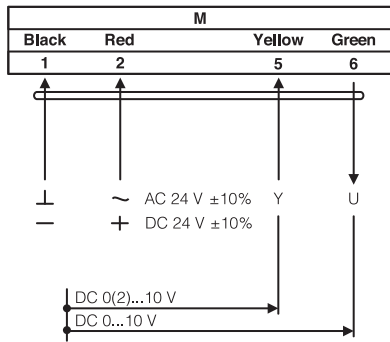 M
Black Red Yellow Green
1 2 5 6
⊥ ~ AC 24 V ±10% Y U
− + DC 24 V ±10%
DC 0(2)...10 V
DC 0...10 V